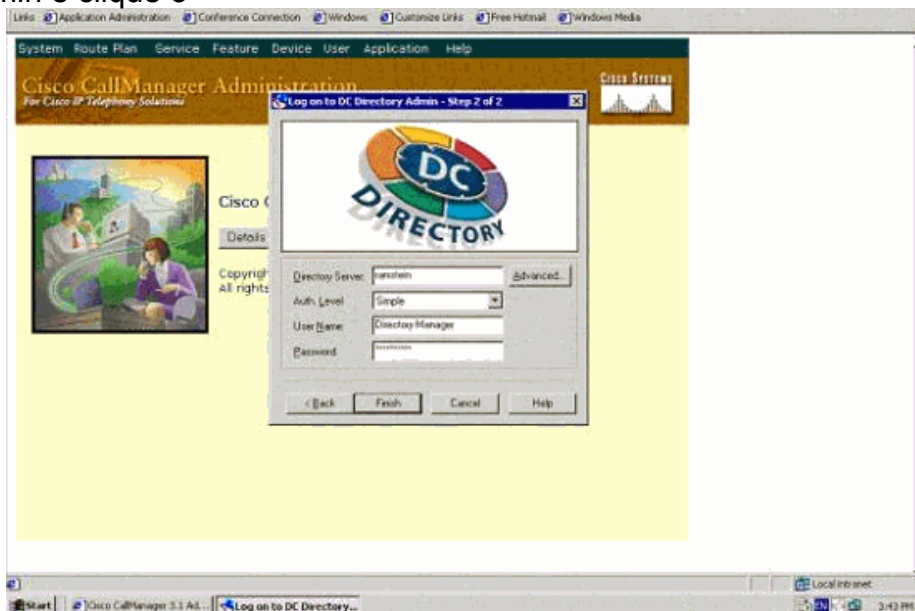 Links Application Administration Conference Connection Windows Customize Links Free Hotmail Windows Media
System Route Plan Service Feature Device User Application Help
Cisco CallManager Administration
For Cisco IP Telephony Solutions
CISCO SYSTEMS
Log on to DC Directory Admin - Step 2 of 2
DC
DIRECTORY
Cisco
Details
Copyrigh
All rights
Directory Server:
Advanced...
Auth. Level Simple
User Name: Directory Manager
Password:
< Back Finish Cancel Help
Local intranet
Start Cisco CallManager 3.1 Ad... Log on to DC Directory... EN 3:43 PM